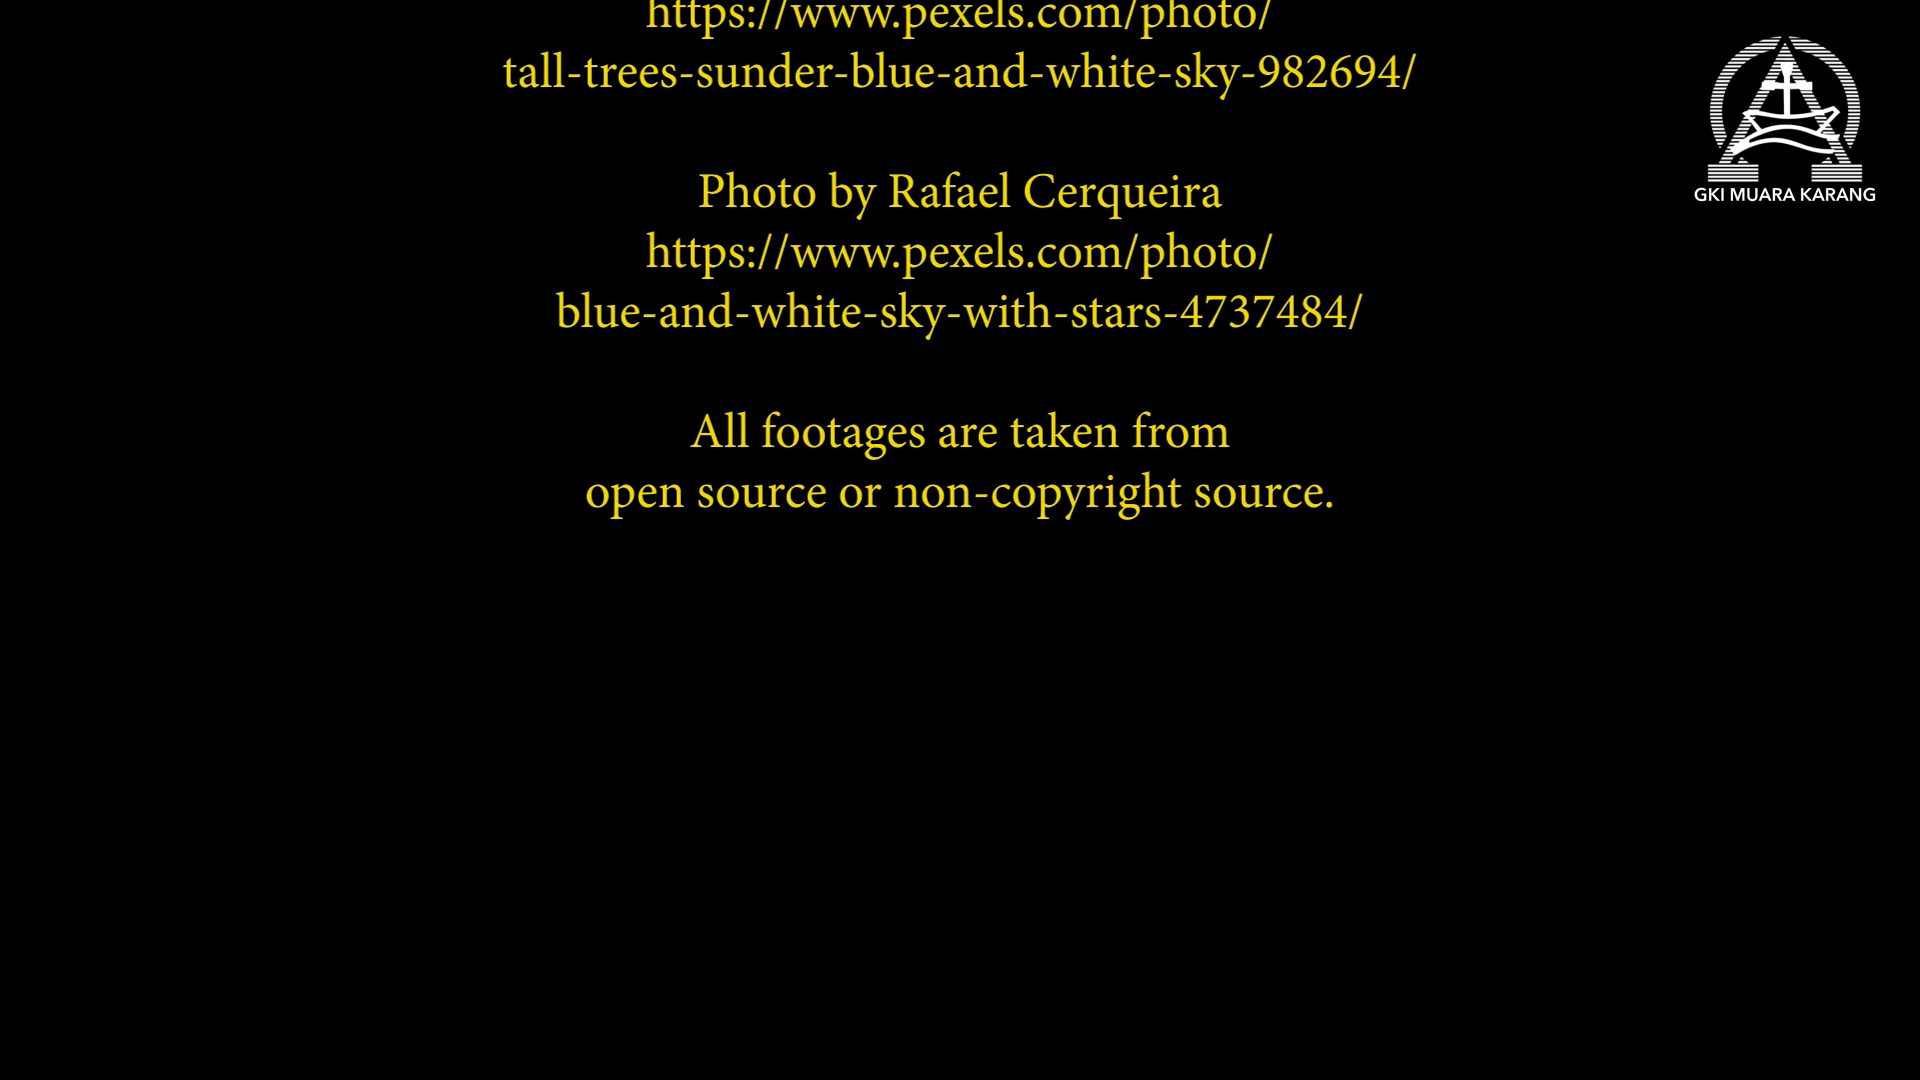 https://www.pexels.com/photo/
tall-trees-sunder-blue-and-white-sky-982694/
Photo by Rafael Cerqueira
https://www.pexels.com/photo/
blue-and-white-sky-with-stars-4737484/
All footages are taken from
open source or non-copyright source.
GKI MUARA KARANG